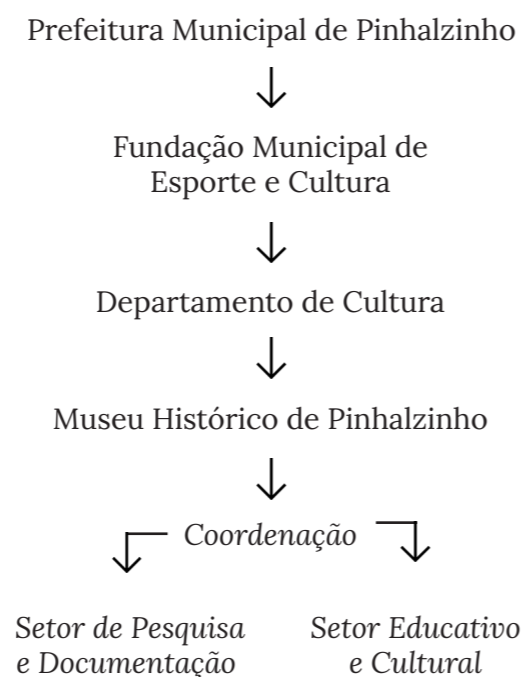 Prefeitura Municipal de Pinhalzinho
Fundação Municipal de
Esporte e Cultura
Departamento de Cultura
Museu Histórico de Pinhalzinho
Coordenação
Setor de Pesquisa
e Documentação
Setor Educativo
e Cultural